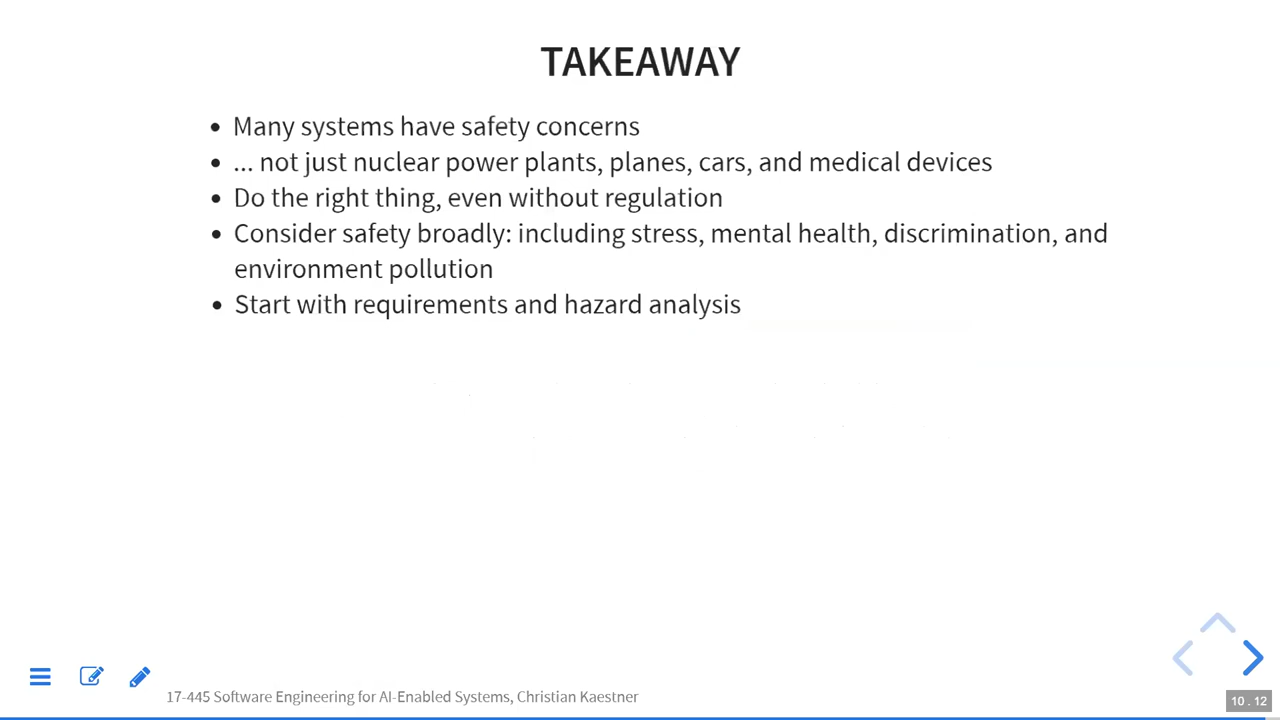 TAKEAWAY
• Many systems have safety concerns
• ... not just nuclear power plants, planes, cars, and medical devices
• Do the right thing, even without regulation
• Consider safety broadly: including stress, mental health, discrimination, and
environment pollution
• Start with requirements and hazard analysis
17-445 Software Engineering for AI-Enabled Systems, Christian Kaestner
10 . 12